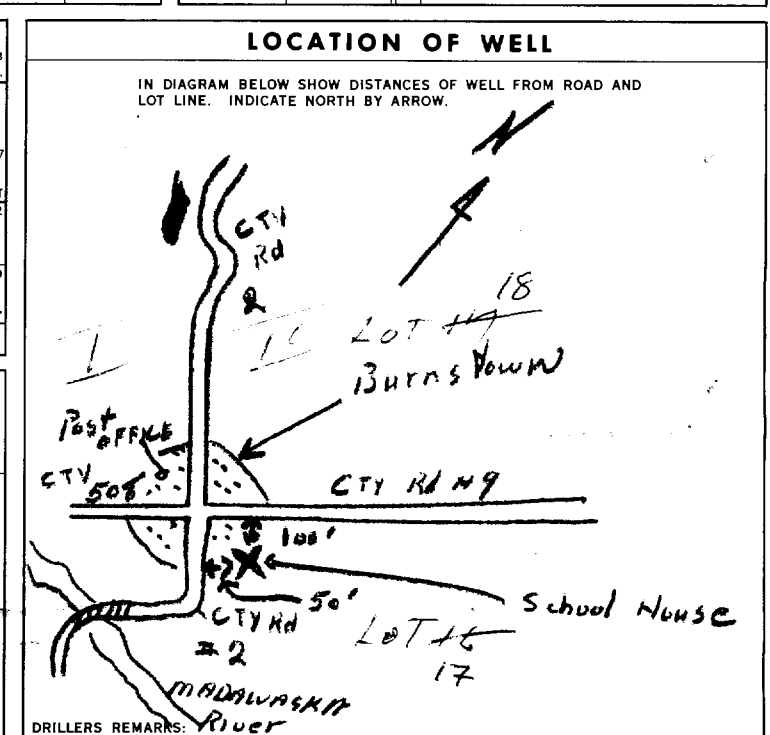 LOCATION OF WELL
IN DIAGRAM BELOW SHOW DISTANCES OF WELL FROM ROAD AND
LOT LINE. INDICATE NORTH BY ARROW.
N
CTY
Rd
2
18
I
LOT
Burnstown
Post
OFFICE
CTY
508
CTY Rd #9
100'
50'
School House
CTY Rd
#2
LOT
17
MADAWASKA
River
DRILLERS REMARKS: